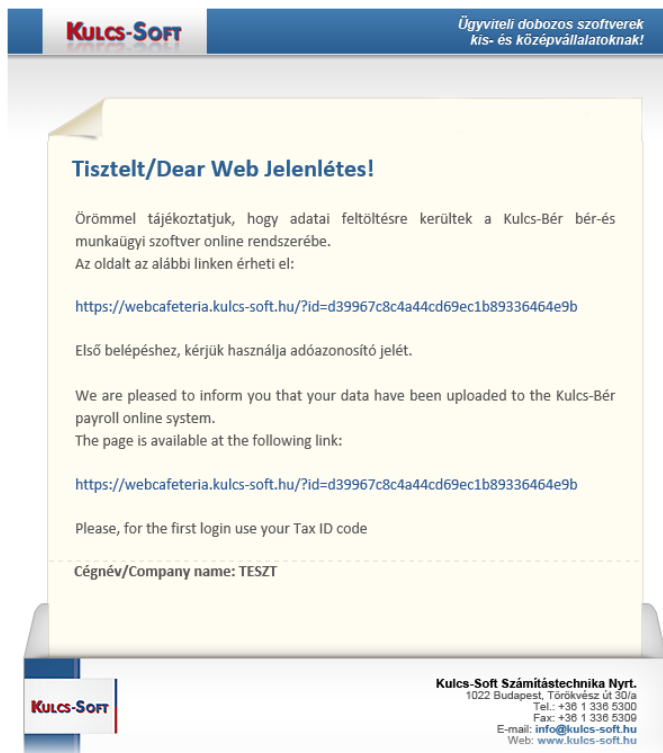 KULCS-SOFT
Ügyviteli dobozos szoftverek
kis- és középvállalatoknak!
Tisztelt/Dear Web Jelenlétes!
Örömmel tájékoztatjuk, hogy adatai feltöltésre kerültek a Kulcs-Bér bér-és
munkaügyi szoftver online rendszerébe.
Az oldalt az alábbi linken érheti el:
https://webcafeteria.kulcs-soft.hu/?id=d39967c8c4a44cd69ec1b89336464e9b
Első belépéshez, kérjük használja adóazonosító jelét.
We are pleased to inform you that your data have been uploaded to the Kulcs-Bér
payroll online system.
The page is available at the following link:
https://webcafeteria.kulcs-soft.hu/?id=d39967c8c4a44cd69ec1b89336464e9b
Please, for the first login use your Tax ID code
Cégnév/Company name: TESZT
KULCS-SOFT
Kulcs-Soft Számítástechnika Nyrt.
1022 Budapest, Törökvész út 30/a
Tel.: +36 1 336 5300
Fax: +36 1 336 5309
E-mail: info@kulcs-soft.hu
Web: www.kulcs-soft.hu